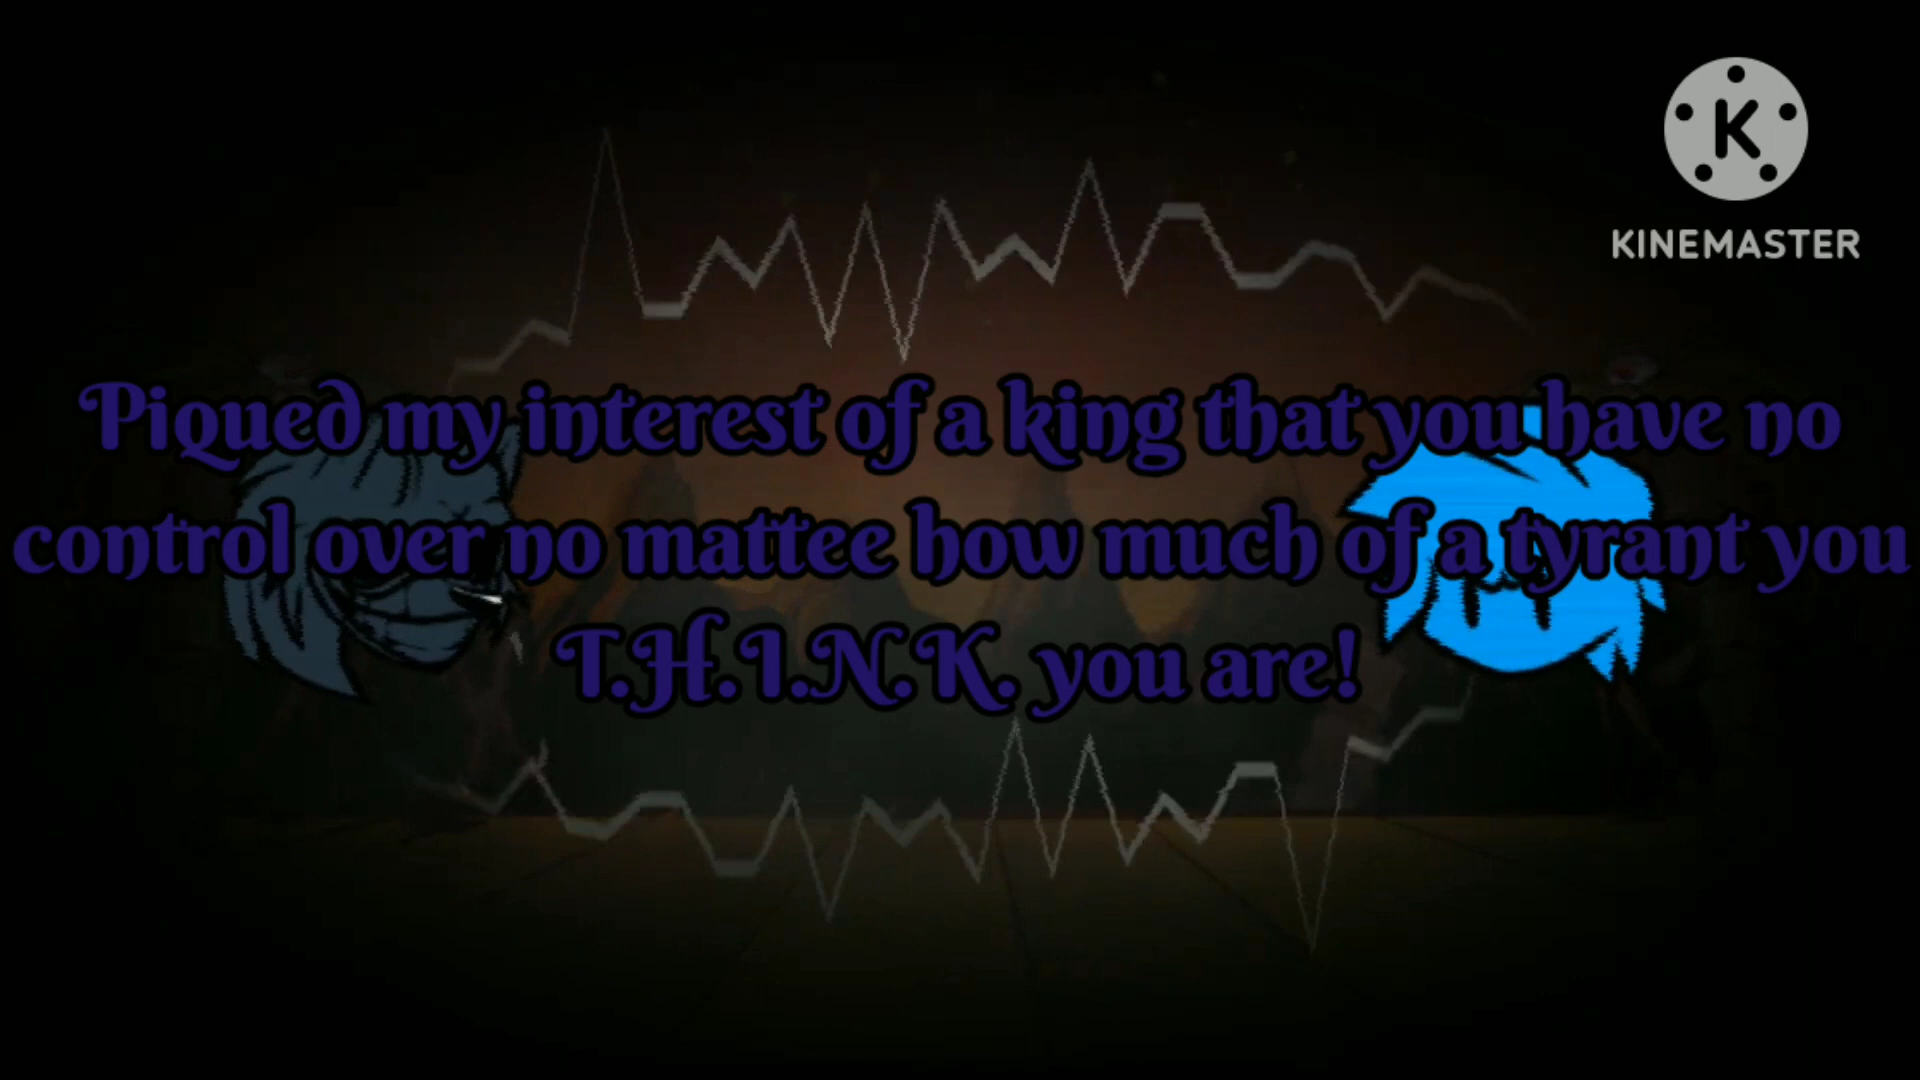 K
KINEMASTER
Piqued my interest of a king that you have no
control over no mattee how much of a tyrant you
T.H.I.N.K. you are!